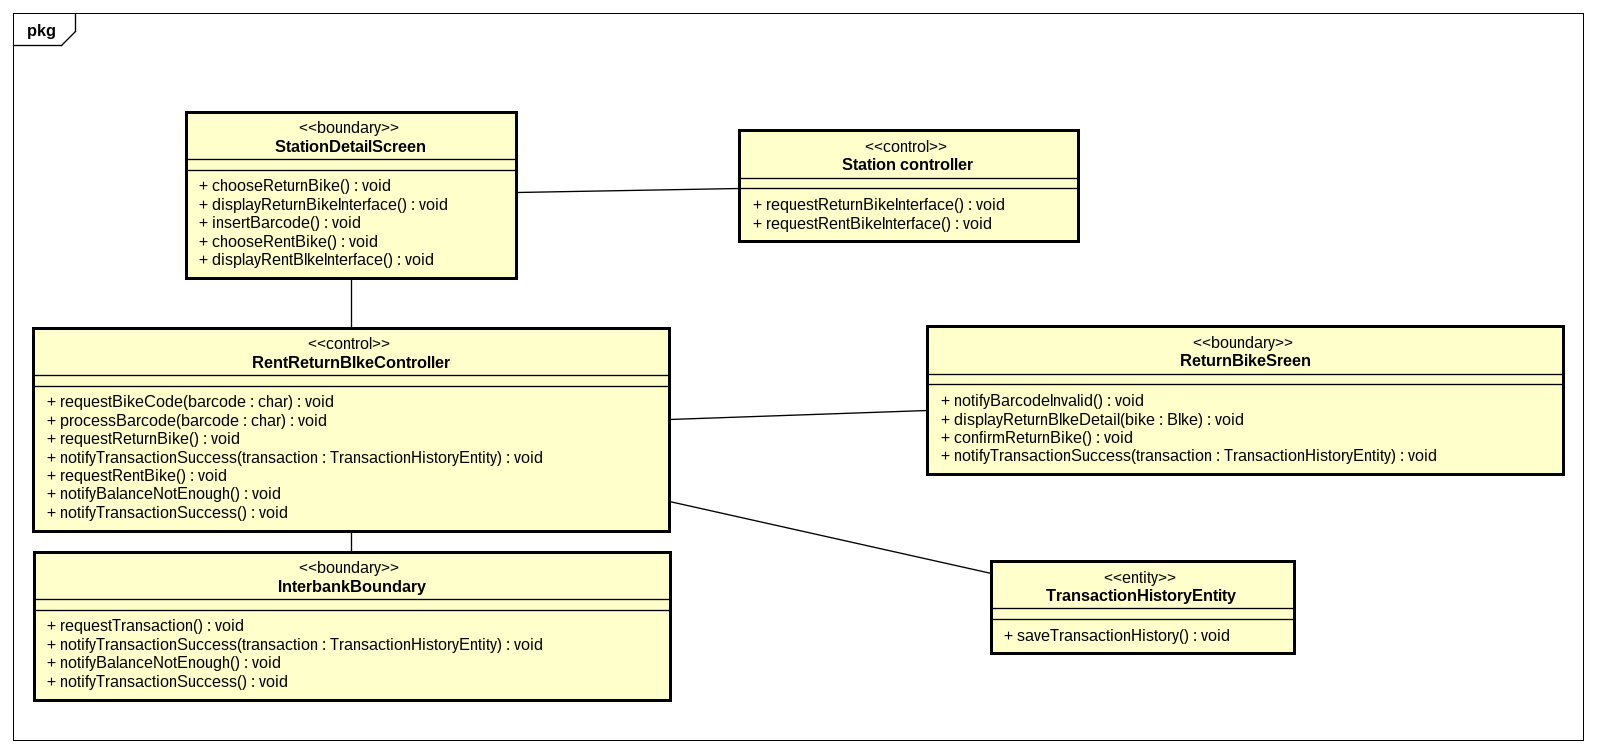 pkg
<<boundary>>
StationDetailScreen
+ chooseReturnBike() : void
+ displayReturnBikeInterface() : void
+ insertBarcode() : void
+ chooseRentBike() : void
+ displayRentBIkeInterface() : void
<<control>>
Station controller
+ requestReturnBikeInterface() : void
+ requestRentBikeInterface() : void
<<control>>
RentReturnBIkeController
+ requestBikeCode(barcode : char) : void
+ processBarcode(barcode : char) : void
+ requestReturnBike() : void
+ notifyTransactionSuccess(transaction : TransactionHistoryEntity) : void
+ requestRentBike() : void
+ notifyBalanceNotEnough() : void
+ notifyTransactionSuccess() : void
<<boundary>>
ReturnBikeSreen
+ notifyBarcodeInvalid() : void
+ displayReturnBIkeDetail(bike : BIke) : void
+ confirmReturnBike() : void
+ notifyTransactionSuccess(transaction : TransactionHistoryEntity) : void
<<boundary>>
InterbankBoundary
+ requestTransaction() : void
+ notifyTransactionSuccess(transaction : TransactionHistoryEntity) : void
+ notifyBalanceNotEnough() : void
+ notifyTransactionSuccess() : void
<<entity>>
TransactionHistoryEntity
+ saveTransactionHistory() : void